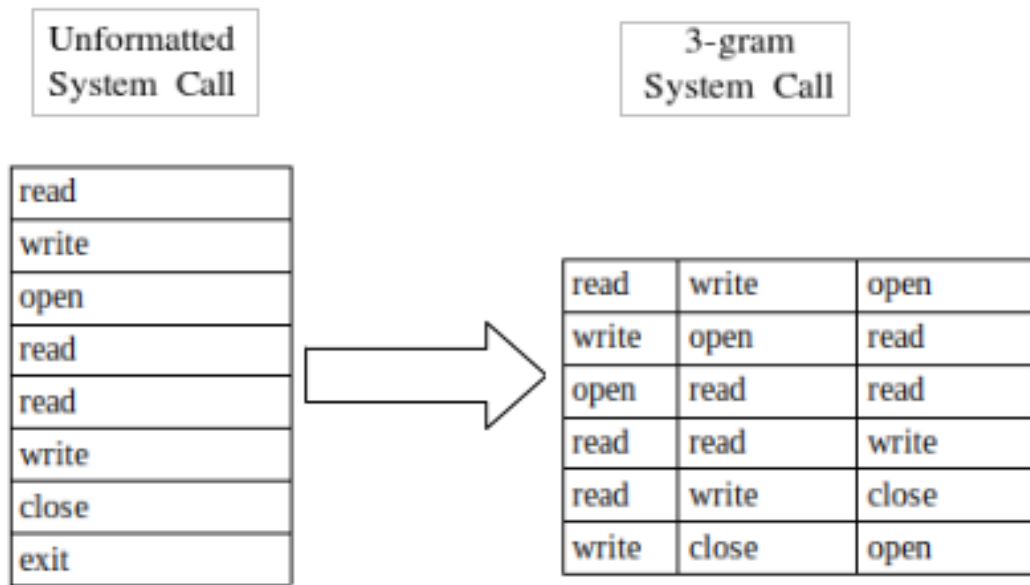 Unformatted
System Call
3-gram
System Call
read
write
open
read
read
write
close
exit
read write open
write open read
open read read
read read write
read write close
write close open